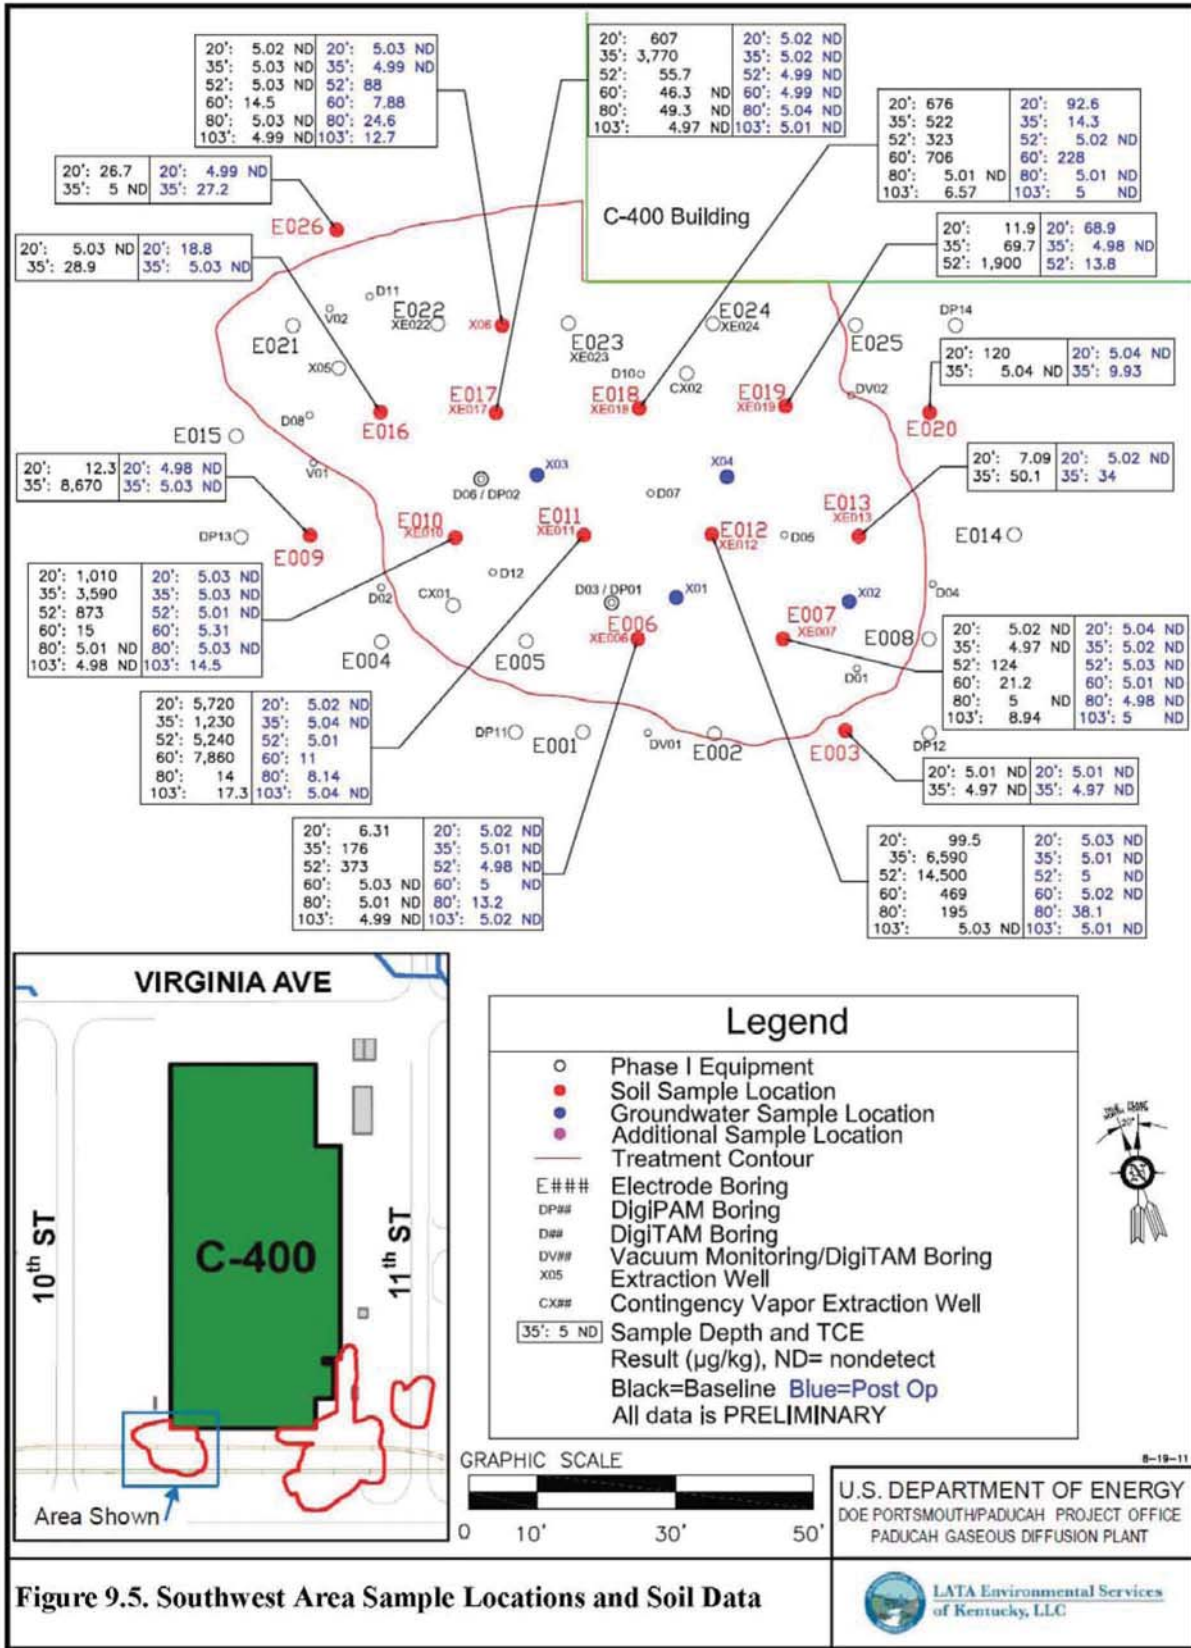 20': 5.02 ND 20': 5.03 ND
35': 5.03 ND 35': 4.99 ND
52': 5.03 ND 52': 88
60': 14.5 60': 7.88
80': 5.03 ND 80': 24.6
103': 4.99 ND 103': 12.7
20': 607 20': 5.02 ND
35': 3,770 35': 5.02 ND
52': 55.7 52': 4.99 ND
60': 46.3 ND 60': 4.99 ND
80': 49.3 ND 80': 5.04 ND
103': 4.97 ND 103': 5.01 ND
20': 676 20': 92.6
35': 522 35': 14.3
52': 323 52': 5.02 ND
60': 706 60': 228
80': 5.01 ND 80': 5.01 ND
103': 6.57 103': 5 ND
20': 26.7 20': 4.99 ND
35': 5 ND 35': 27.2
C-400 Building
20': 11.9 20': 68.9
35': 69.7 35': 4.98 ND
52': 1,900 52': 13.8
E026
20': 5.03 ND 20': 18.8
35': 28.9 35': 5.03 ND
D11
V02
E022
XE022
X06
E023
XE023
E024
XE024
DP14
E021
E025
20': 120 20': 5.04 ND
35': 5.04 ND 35': 9.93
X05
D10
CX02
DV02
E017
XE017
E018
XE018
E019
XE019
D08
E016
E020
E015
20': 12.3 20': 4.98 ND
35': 8,670 35': 5.03 ND
V01
X03
X04
20': 7.09 20': 5.02 ND
35': 50.1 35': 34
D06 / DP02
D07
DP13
E009
E010
XE010
E011
XE011
E012
XE012
D05
E013
XE013
E014
20': 1,010 20': 5.03 ND
35': 3,590 35': 5.03 ND
52': 873 52': 5.01 ND
60': 15 60': 5.31
80': 5.01 ND 80': 5.03 ND
103': 4.98 ND 103': 14.5
D12
D02
CX01
D03 / DP01
X01
X02
D04
E004
E005
E006
XE006
E007
XE007
E008
20': 5.02 ND 20': 5.04 ND
35': 4.97 ND 35': 5.02 ND
52': 124 52': 5.03 ND
60': 21.2 60': 5.01 ND
80': 5 ND 80': 4.98 ND
103': 8.94 103': 5 ND
D01
20': 5,720 20': 5.02 ND
35': 1,230 35': 5.04 ND
52': 5,240 52': 5.01
60': 7,860 60': 11
80': 14 80': 8.14
103': 17.3 103': 5.04 ND
DP11
E001
DV01
E002
E003
DP12
20': 5.01 ND 20': 5.01 ND
35': 4.97 ND 35': 4.97 ND
20': 6.31 20': 5.02 ND
35': 176 35': 5.01 ND
52': 373 52': 4.98 ND
60': 5.03 ND 60': 5 ND
80': 5.01 ND 80': 13.2
103': 4.99 ND 103': 5.02 ND
20': 99.5 20': 5.03 ND
35': 6,590 35': 5.01 ND
52': 14,500 52': 5 ND
60': 469 60': 5.02 ND
80': 195 80': 38.1
103': 5.03 ND 103': 5.01 ND
VIRGINIA AVE
10th ST
C-400
11th ST
Area Shown
Legend
Phase I Equipment
Soil Sample Location
Groundwater Sample Location
Additional Sample Location
Treatment Contour
E### Electrode Boring
DP## DigiPAM Boring
D## DigiTAM Boring
DV## Vacuum Monitoring/DigiTAM Boring
X05 Extraction Well
CX## Contingency Vapor Extraction Well
35': 5 ND Sample Depth and TCE
Result (µg/kg), ND= nondetect
Black=Baseline Blue=Post Op
All data is PRELIMINARY
20°
N
GRAPHIC SCALE
0 10' 30' 50'
8-19-11
U.S. DEPARTMENT OF ENERGY
DOE PORTSMOUTH/PADUCAH PROJECT OFFICE
PADUCAH GASEOUS DIFFUSION PLANT
Figure 9.5. Southwest Area Sample Locations and Soil Data
LATA Environmental Services
of Kentucky, LLC